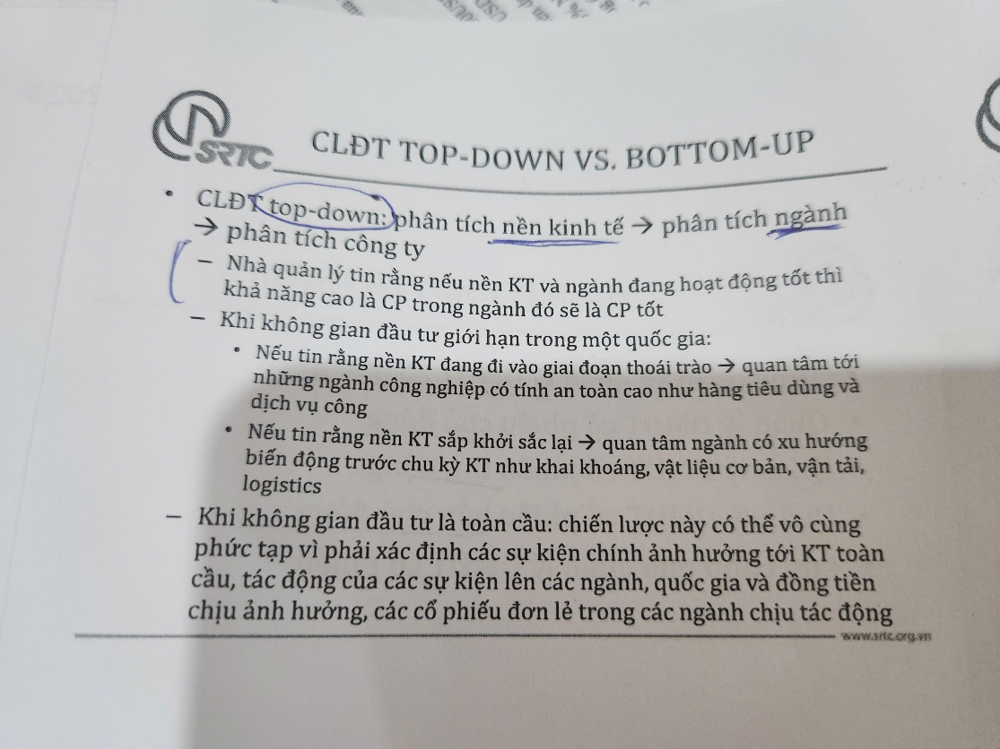 SRTC
CLĐT TOP-DOWN VS. BOTTOM-UP
• CLĐT top-down: phân tích nền kinh tế → phân tích ngành
→ phân tích công ty
– Nhà quản lý tin rằng nếu nền KT và ngành đang hoạt động tốt thì
khả năng cao là CP trong ngành đó sẽ là CP tốt
– Khi không gian đầu tư giới hạn trong một quốc gia:
• Nếu tin rằng nền KT đang đi vào giai đoạn thoái trào → quan tâm tới
những ngành công nghiệp có tính an toàn cao như hàng tiêu dùng và
dịch vụ công
• Nếu tin rằng nền KT sắp khởi sắc lại → quan tâm ngành có xu hướng
biến động trước chu kỳ KT như khai khoáng, vật liệu cơ bản, vận tải,
logistics
– Khi không gian đầu tư là toàn cầu: chiến lược này có thể vô cùng
phức tạp vì phải xác định các sự kiện chính ảnh hưởng tới KT toàn
cầu, tác động của các sự kiện lên các ngành, quốc gia và đồng tiền
chịu ảnh hưởng, các cổ phiếu đơn lẻ trong các ngành chịu tác động
www.srtc.org.vn